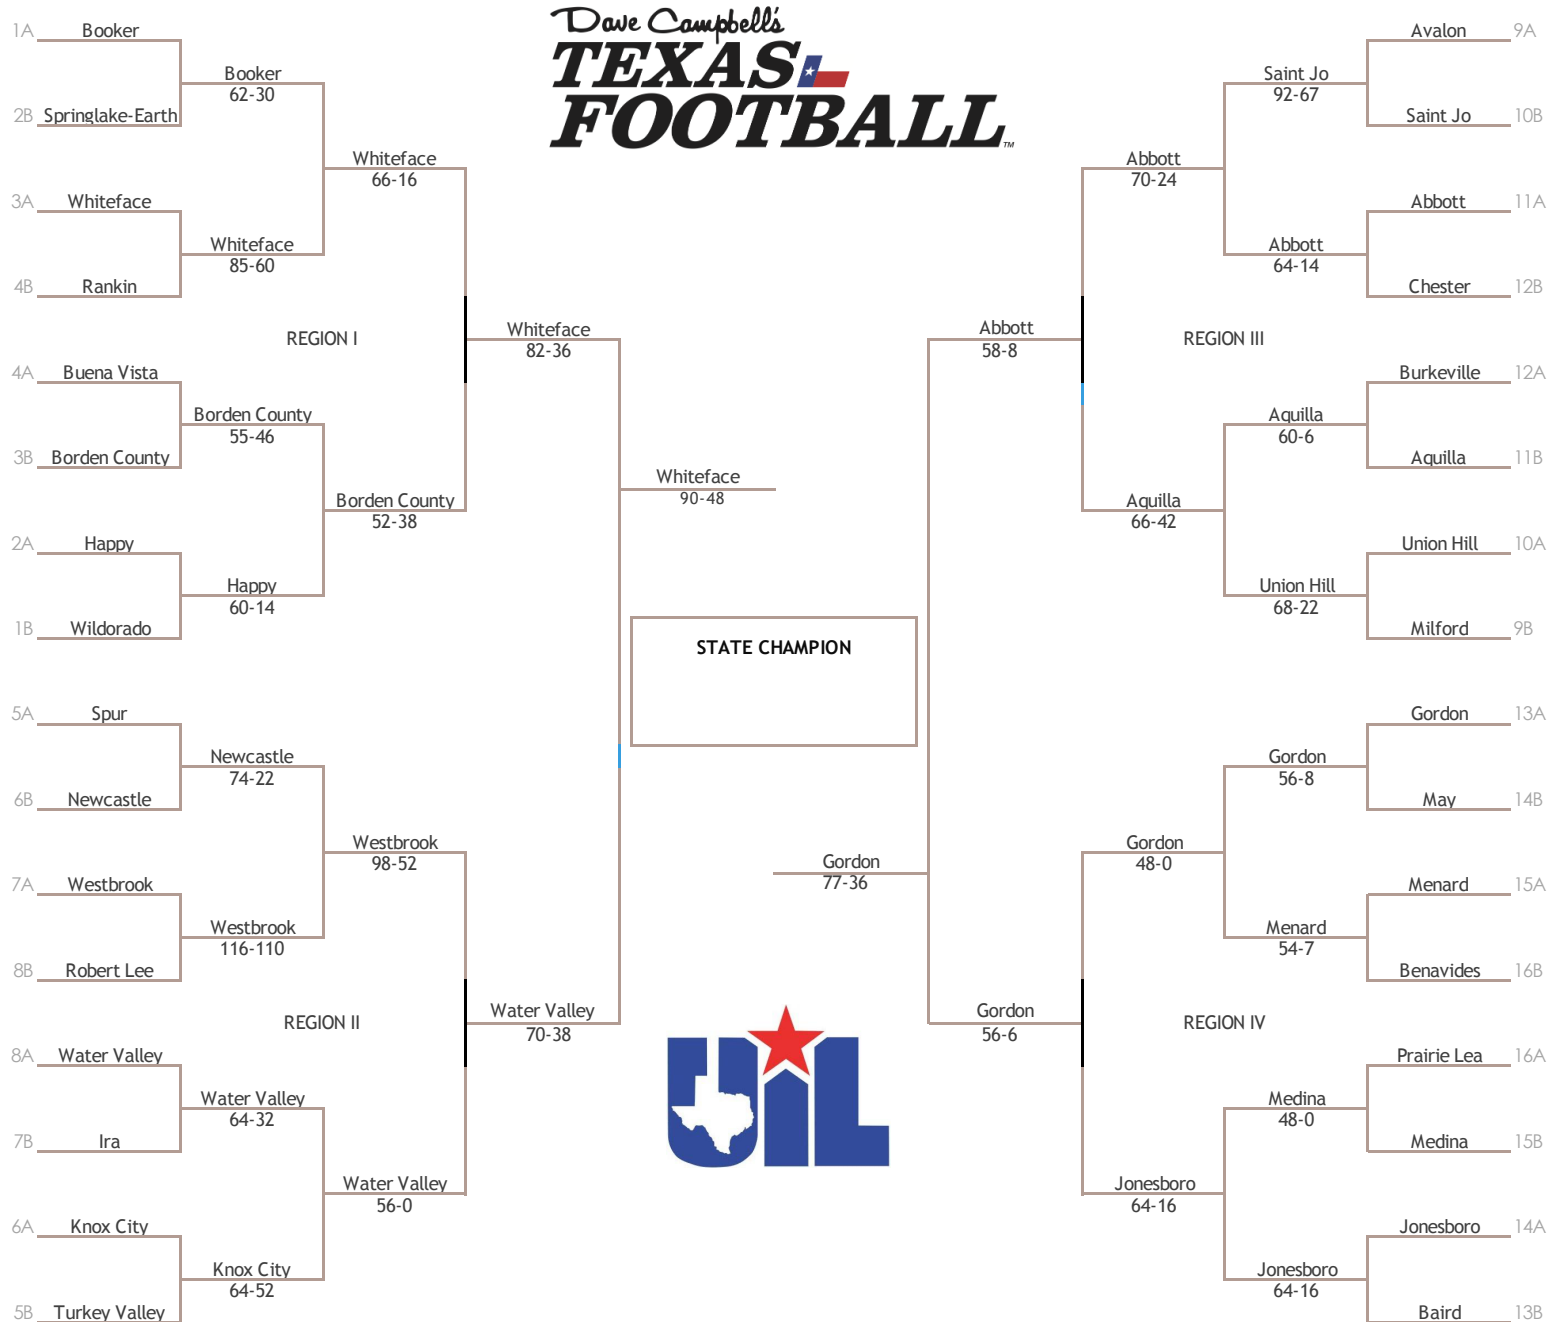 Dave Campbell's
TEXAS
FOOTBALL™
1A Booker
Booker
62-30
2B Springlake-Earth
Whiteface
66-16
3A Whiteface
Whiteface
85-60
4B Rankin
REGION I
Whiteface
82-36
4A Buena Vista
Borden County
55-46
3B Borden County
Borden County
52-38
2A Happy
Happy
60-14
1B Wildorado
Whiteface
90-48
5A Spur
Newcastle
74-22
6B Newcastle
Westbrook
98-52
7A Westbrook
Westbrook
116-110
8B Robert Lee
REGION II
Water Valley
70-38
8A Water Valley
Water Valley
64-32
7B Ira
Water Valley
56-0
6A Knox City
Knox City
64-52
5B Turkey Valley
STATE CHAMPION
Avalon 9A
Saint Jo
92-67
Saint Jo 10B
Abbott
70-24
Abbott 11A
Abbott
64-14
Chester 12B
Abbott
58-8
REGION III
Burkeville 12A
Aquilla
60-6
Aquilla 11B
Aquilla
66-42
Union Hill 10A
Union Hill
68-22
Milford 9B
Gordon 13A
Gordon
56-8
May 14B
Gordon
48-0
Gordon
77-36
Menard 15A
Menard
54-7
Benavides 16B
Gordon
56-6
REGION IV
Prairie Lea 16A
Medina
48-0
Medina 15B
Jonesboro
64-16
Jonesboro 14A
Jonesboro
64-16
Baird 13B
UIL